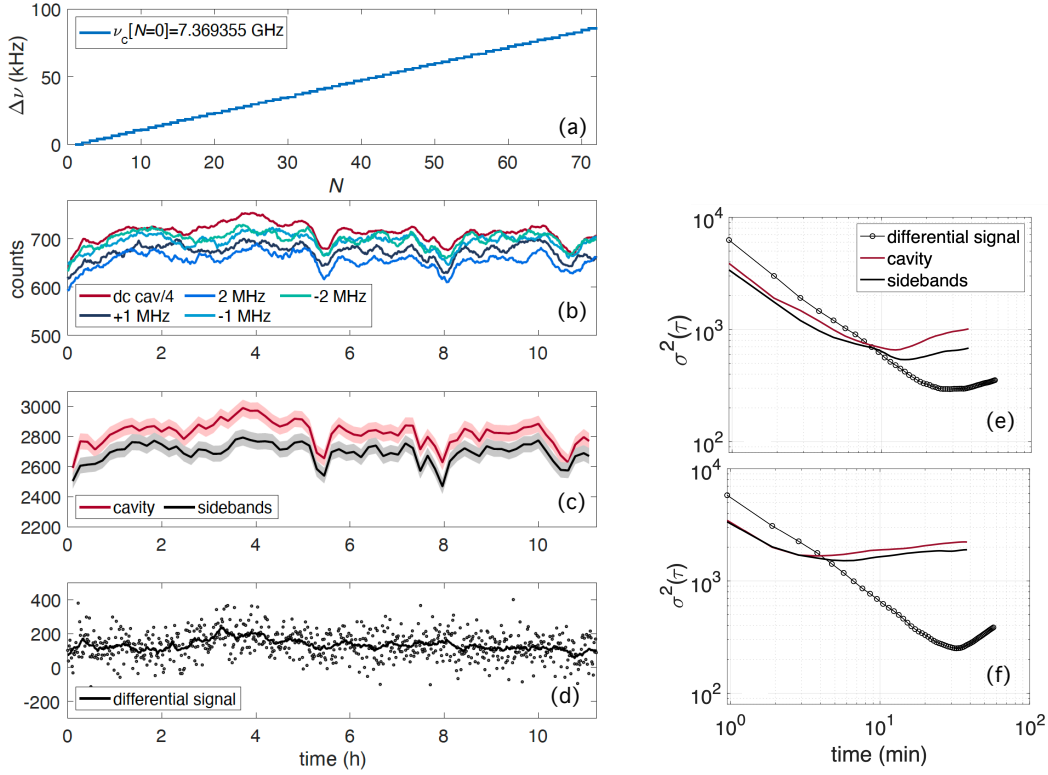 100
50
0
Δν (kHz)
ν_C[N=0]=7.369355 GHz
(a)
0 10 20 30 40 50 60 70
N
700
600
500
counts
dc cav/4 2 MHz -2 MHz
+1 MHz -1 MHz
(b)
0 2 4 6 8 10
3000
2800
2600
2400
2200
cavity sidebands
(c)
0 2 4 6 8 10
400
200
0
-200
differential signal
(d)
0 2 4 6 8 10
time (h)
10^4
10^3
10^2
σ^2(τ)
differential signal
cavity
sidebands
(e)
10^4
10^3
10^2
σ^2(τ)
(f)
10^0 10^1 10^2
time (min)